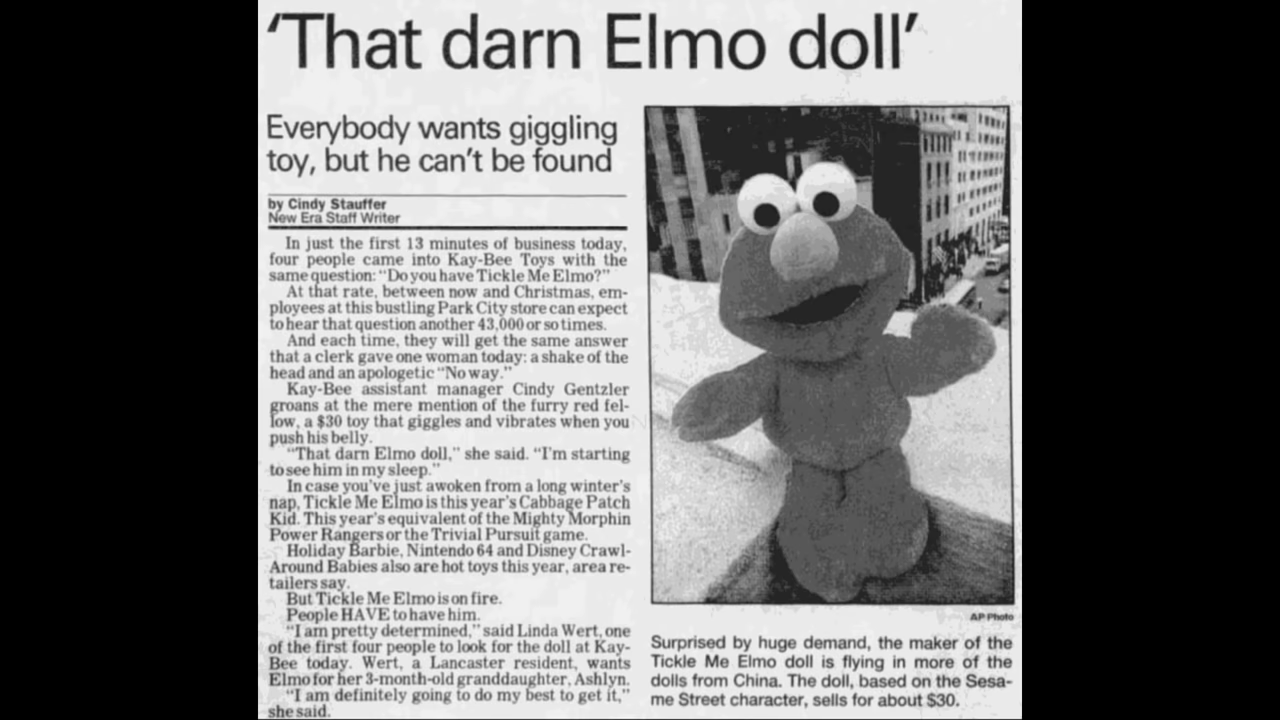 'That darn Elmo doll'
Everybody wants giggling
toy, but he can't be found
by Cindy Stauffer
New Era Staff Writer
In just the first 13 minutes of business today,
four people came into Kay-Bee Toys with the
same question: "Do you have Tickle Me Elmo?"
At that rate, between now and Christmas, em-
ployees at this bustling Park City store can expect
to hear that question another 43,000 or so times.
And each time, they will get the same answer
that a clerk gave one woman today: a shake of the
head and an apologetic "No way."
Kay-Bee assistant manager Cindy Gentzler
groans at the mere mention of the furry red fel-
low, a $30 toy that giggles and vibrates when you
push his belly.
"That darn Elmo doll," she said. "I'm starting
to see him in my sleep."
In case you've just awoken from a long winter's
nap, Tickle Me Elmo is this year's Cabbage Patch
Kid. This year's equivalent of the Mighty Morphin
Power Rangers or the Trivial Pursuit game.
Holiday Barbie, Nintendo 64 and Disney Crawl-
Around Babies also are hot toys this year, area re-
tailers say.
But Tickle Me Elmo is on fire.
People HAVE to have him.
"I am pretty determined," said Linda Wert, one
of the first four people to look for the doll at Kay-
Bee today. Wert, a Lancaster resident, wants
Elmo for her 3-month-old granddaughter, Ashlyn.
"I am definitely going to do my best to get it,"
she said.
AP Photo
Surprised by huge demand, the maker of the
Tickle Me Elmo doll is flying in more of the
dolls from China. The doll, based on the Sesa-
me Street character, sells for about $30.